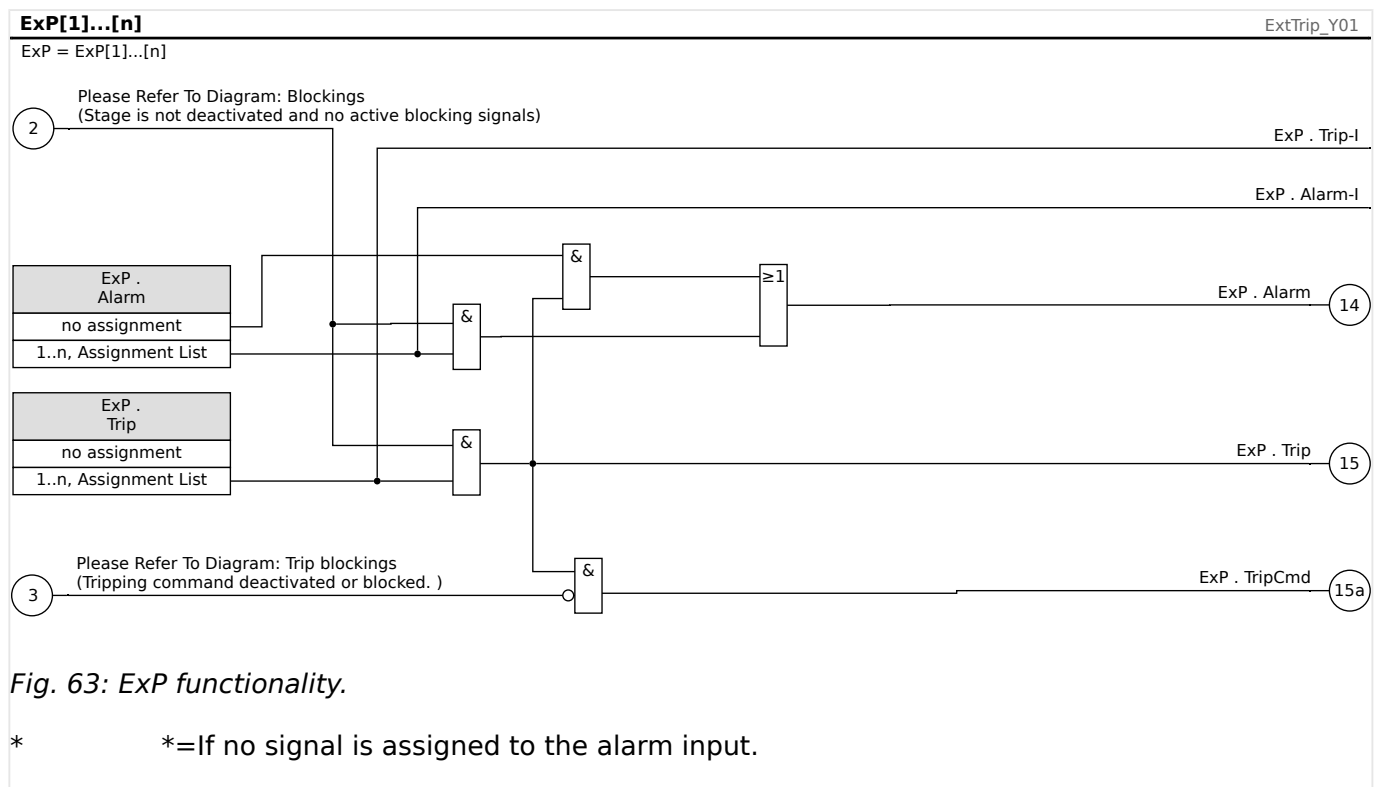 ExP[1]...[n]
ExtTrip_Y01
ExP = ExP[1]...[n]
Please Refer To Diagram: Blockings
(Stage is not deactivated and no active blocking signals)
2
ExP . Trip-I
ExP . Alarm-I
&
≥1
ExP .
Alarm
no assignment
1..n, Assignment List
&
ExP . Alarm
14
ExP .
Trip
no assignment
1..n, Assignment List
&
ExP . Trip
15
Please Refer To Diagram: Trip blockings
(Tripping command deactivated or blocked. )
3
&
ExP . TripCmd
15a
Fig. 63: ExP functionality.
* *=If no signal is assigned to the alarm input.